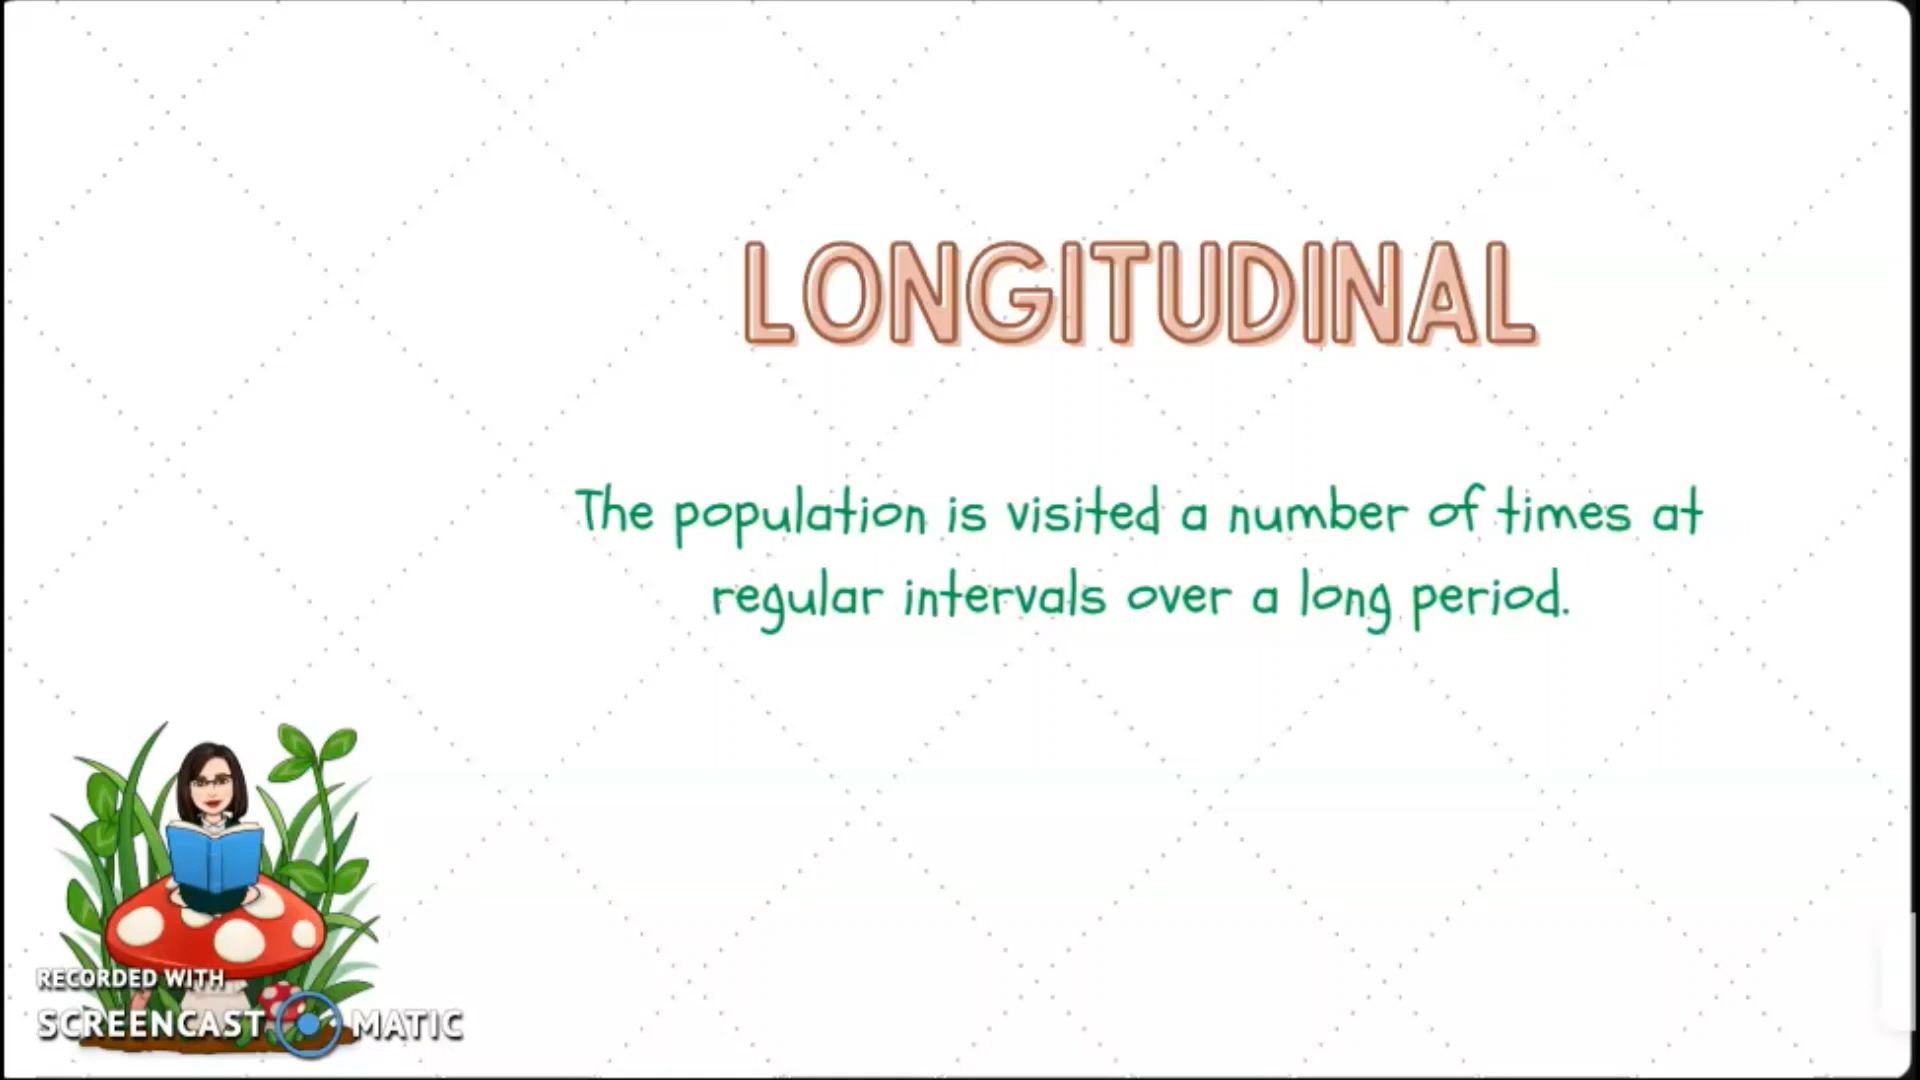 LONGITUDINAL
The population is visited a number of times at
regular intervals over a long period.
RECORDED WITH
SCREENCAST MATIC